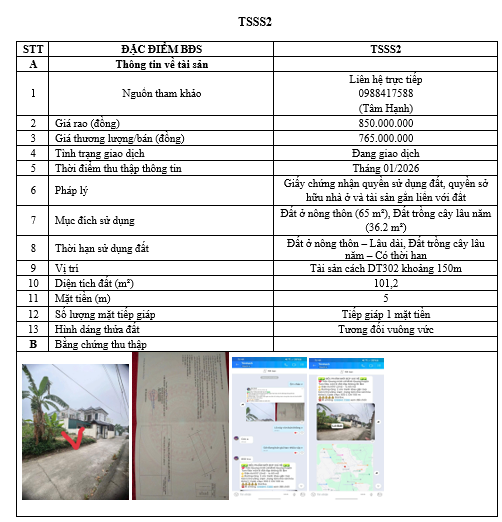 TSSS2
STT ĐẶC ĐIỂM BĐS TSSS2
A Thông tin về tài sản
1 Nguồn tham khảo Liên hệ trực tiếp
0988417588
(Tâm Hạnh)
2 Giá rao (đồng) 850.000.000
3 Giá thương lượng/bán (đồng) 765.000.000
4 Tình trạng giao dịch Đang giao dịch
5 Thời điểm thu thập thông tin Tháng 01/2026
6 Pháp lý Giấy chứng nhận quyền sử dụng đất, quyền sở
hữu nhà ở và tài sản gắn liền với đất
7 Mục đích sử dụng Đất ở nông thôn (65 m²), Đất trồng cây lâu năm
(36.2 m²)
8 Thời hạn sử dụng đất Đất ở nông thôn – Lâu dài, Đất trồng cây lâu
năm – Có thời hạn
9 Vị trí Tài sản cách DT302 khoảng 150m
10 Diện tích đất (m²) 101,2
11 Mặt tiền (m) 5
12 Số lượng mặt tiếp giáp Tiếp giáp 1 mặt tiền
13 Hình dáng thửa đất Tương đối vuông vức
B Bằng chứng thu thập